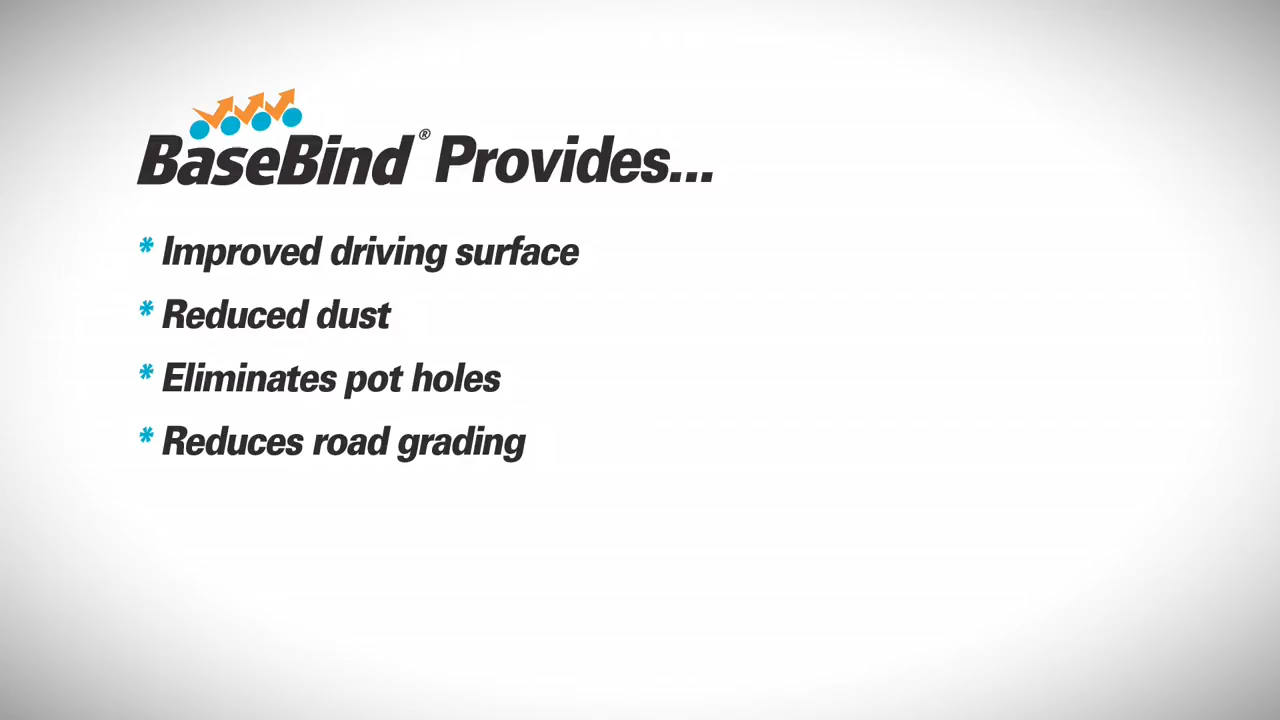 BaseBind® Provides...
* Improved driving surface
* Reduced dust
* Eliminates pot holes
* Reduces road grading